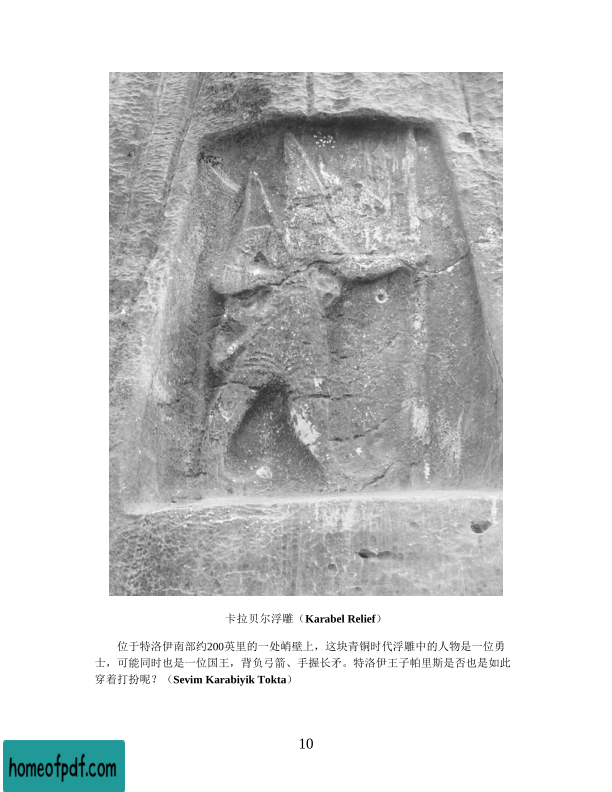 卡拉贝尔浮雕（Karabel Relief）
位于特洛伊南部约200英里的一处峭壁上，这块青铜时代浮雕中的人物是一位勇
士，可能同时也是一位国王，背负弓箭、手握长矛。特洛伊王子帕里斯是否也是如此
穿着打扮呢？（Sevim Karabiyik Tokta）
10
homeofpdf.com